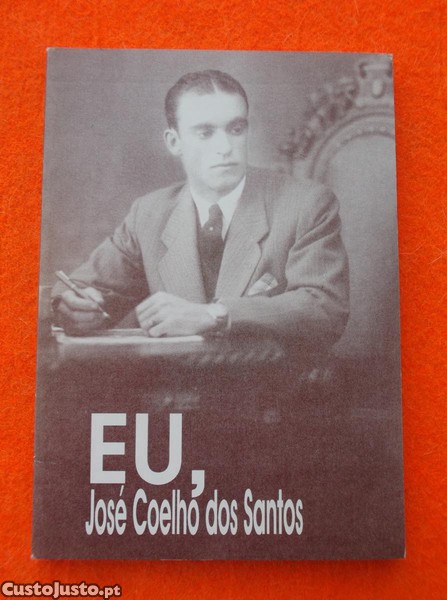 EU,
José Coelho dos Santos
CustoJusto.pt